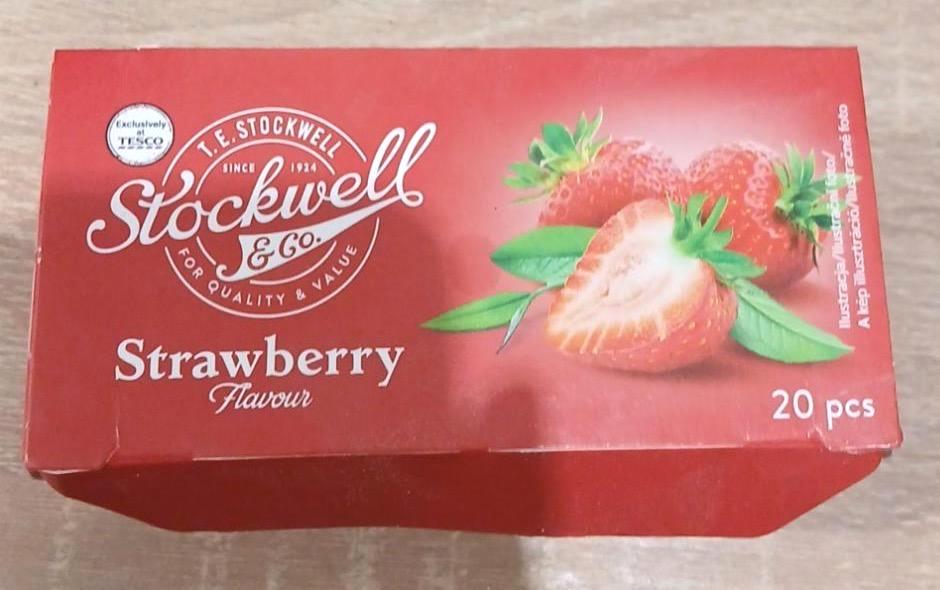 Exclusively
at
TESCO
T.E. STOCKWELL
SINCE 1924
Stockwell
& Co.
FOR QUALITY & VALUE
Strawberry
Flavour
20 pcs
Ilustracja/Ilustrační foto/
A kép illusztráció/Ilustračné foto